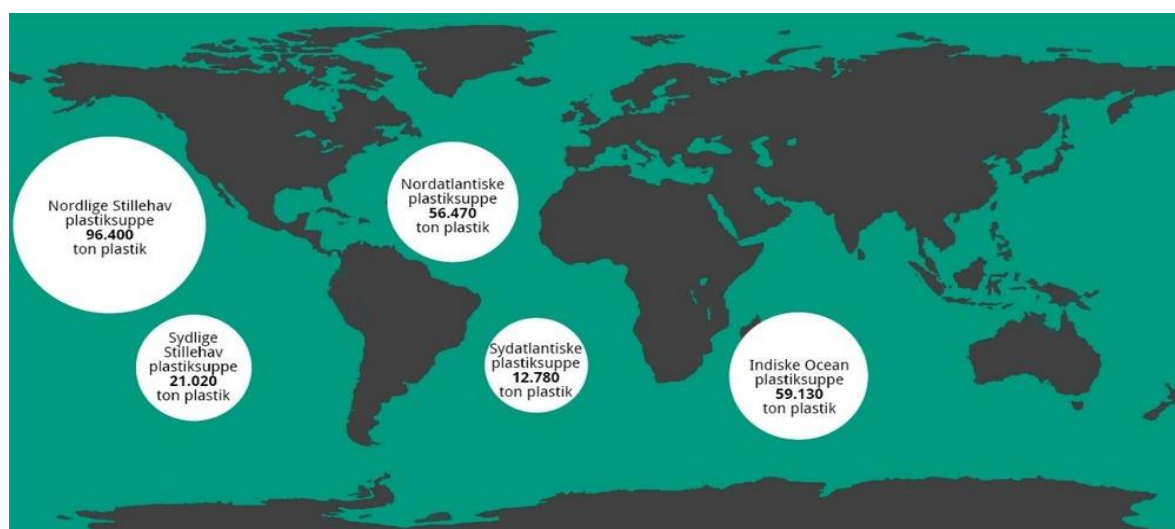 Nordlige Stillehav
plastiksuppe
96.400
ton plastik
Nordatlantiske
plastiksuppe
56.470
ton plastik
Sydlige
Stillehav
plastiksuppe
21.020
ton plastik
Sydatlantiske
plastiksuppe
12.780
ton plastik
Indiske Ocean
plastiksuppe
59.130
ton plastik